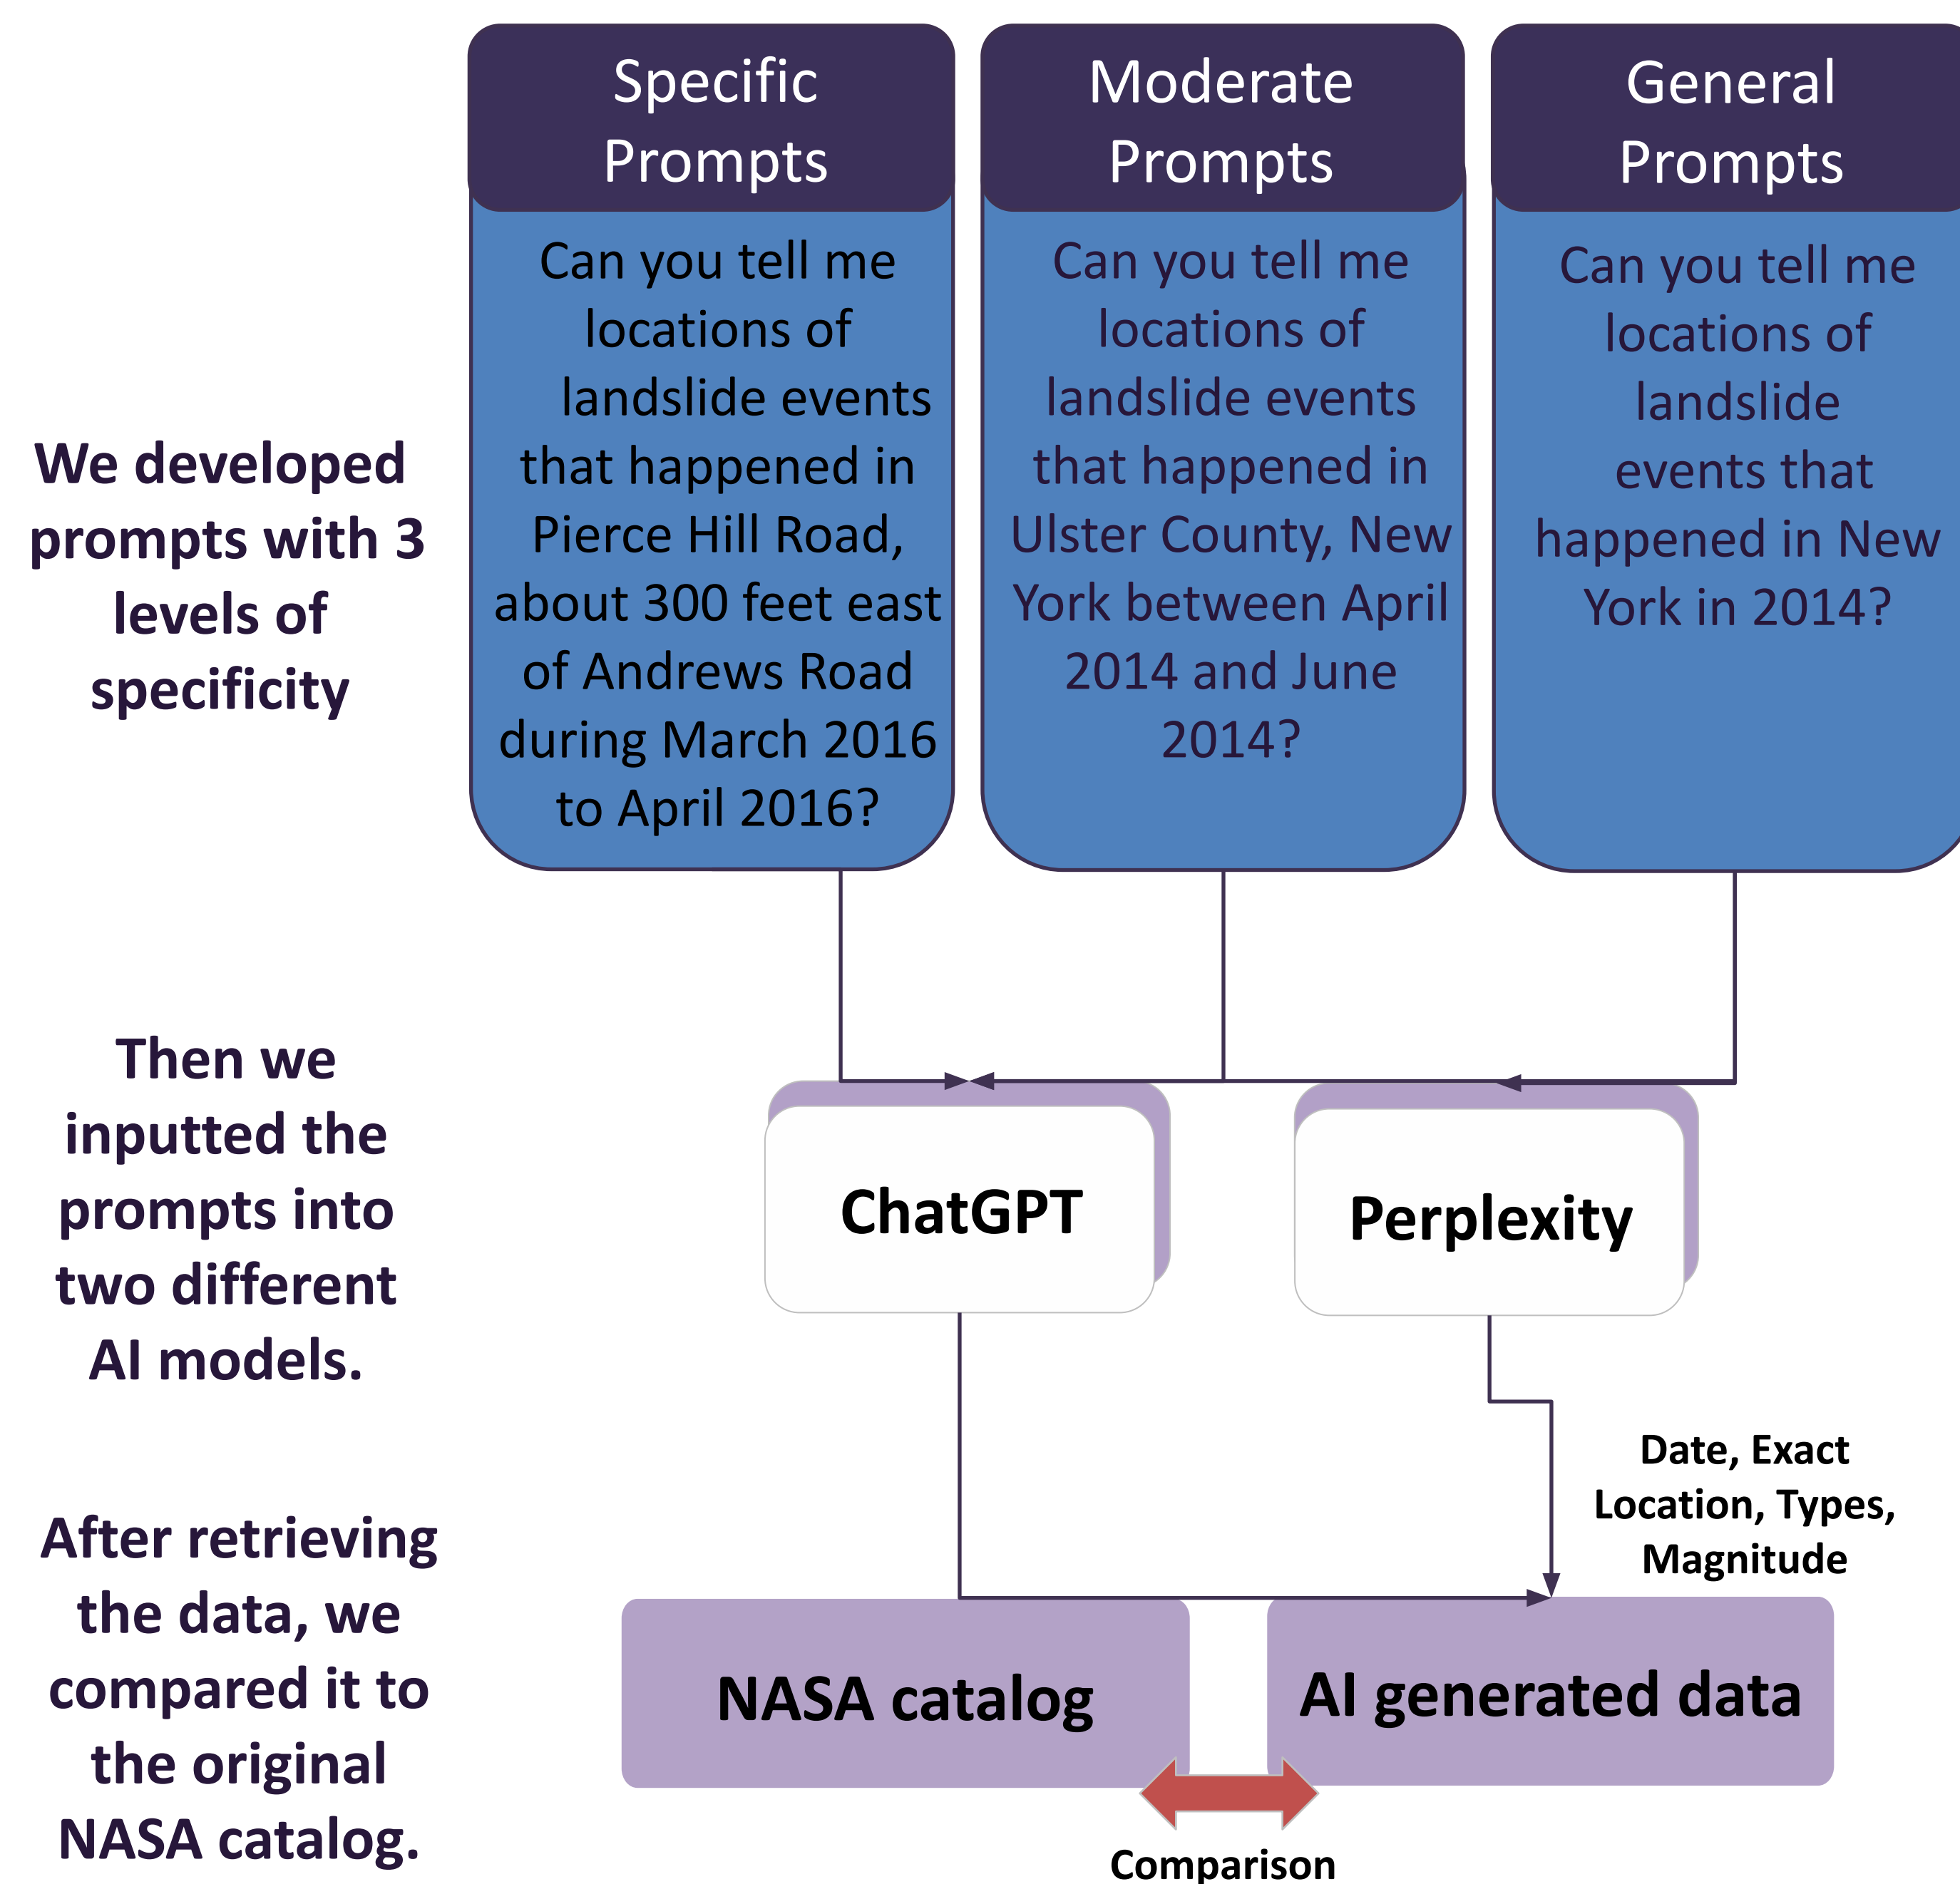 Specific
Prompts
Can you tell me
locations of
landslide events
that happened in
Pierce Hill Road,
about 300 feet east
of Andrews Road
during March 2016
to April 2016?
Moderate
Prompts
Can you tell me
locations of
landslide events
that happened in
Ulster County, New
York between April
2014 and June
2014?
General
Prompts
Can you tell me
locations of
landslide
events that
happened in New
York in 2014?
We developed
prompts with 3
levels of
specificity
Then we
inputted the
prompts into
two different
AI models.
ChatGPT
Perplexity
Date, Exact
Location, Types,
Magnitude
After retrieving
the data, we
compared it to
the original
NASA catalog.
NASA catalog
AI generated data
Comparison